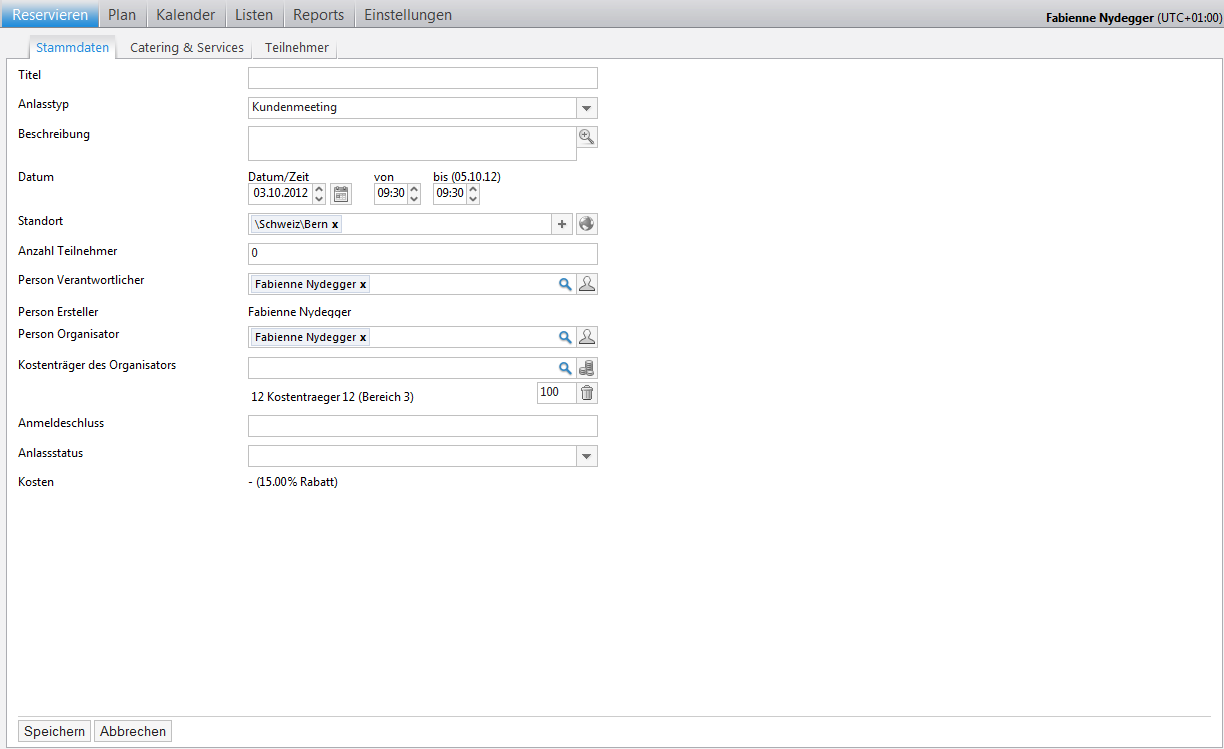 Reservieren Plan Kalender Listen Reports Einstellungen
Fabienne Nydegger (UTC+01:00)
Stammdaten Catering & Services Teilnehmer
Titel
Anlasstyp Kundenmeeting
Beschreibung
Datum Datum/Zeit von bis (05.10.12)
03.10.2012 09:30 09:30
Standort \Schweiz\Bern x +
Anzahl Teilnehmer 0
Person Verantwortlicher Fabienne Nydegger x
Person Ersteller Fabienne Nydegger
Person Organisator Fabienne Nydegger x
Kostenträger des Organisators
12 Kostentraeger 12 (Bereich 3) 100
Anmeldeschluss
Anlassstatus
Kosten - (15.00% Rabatt)
Speichern Abbrechen